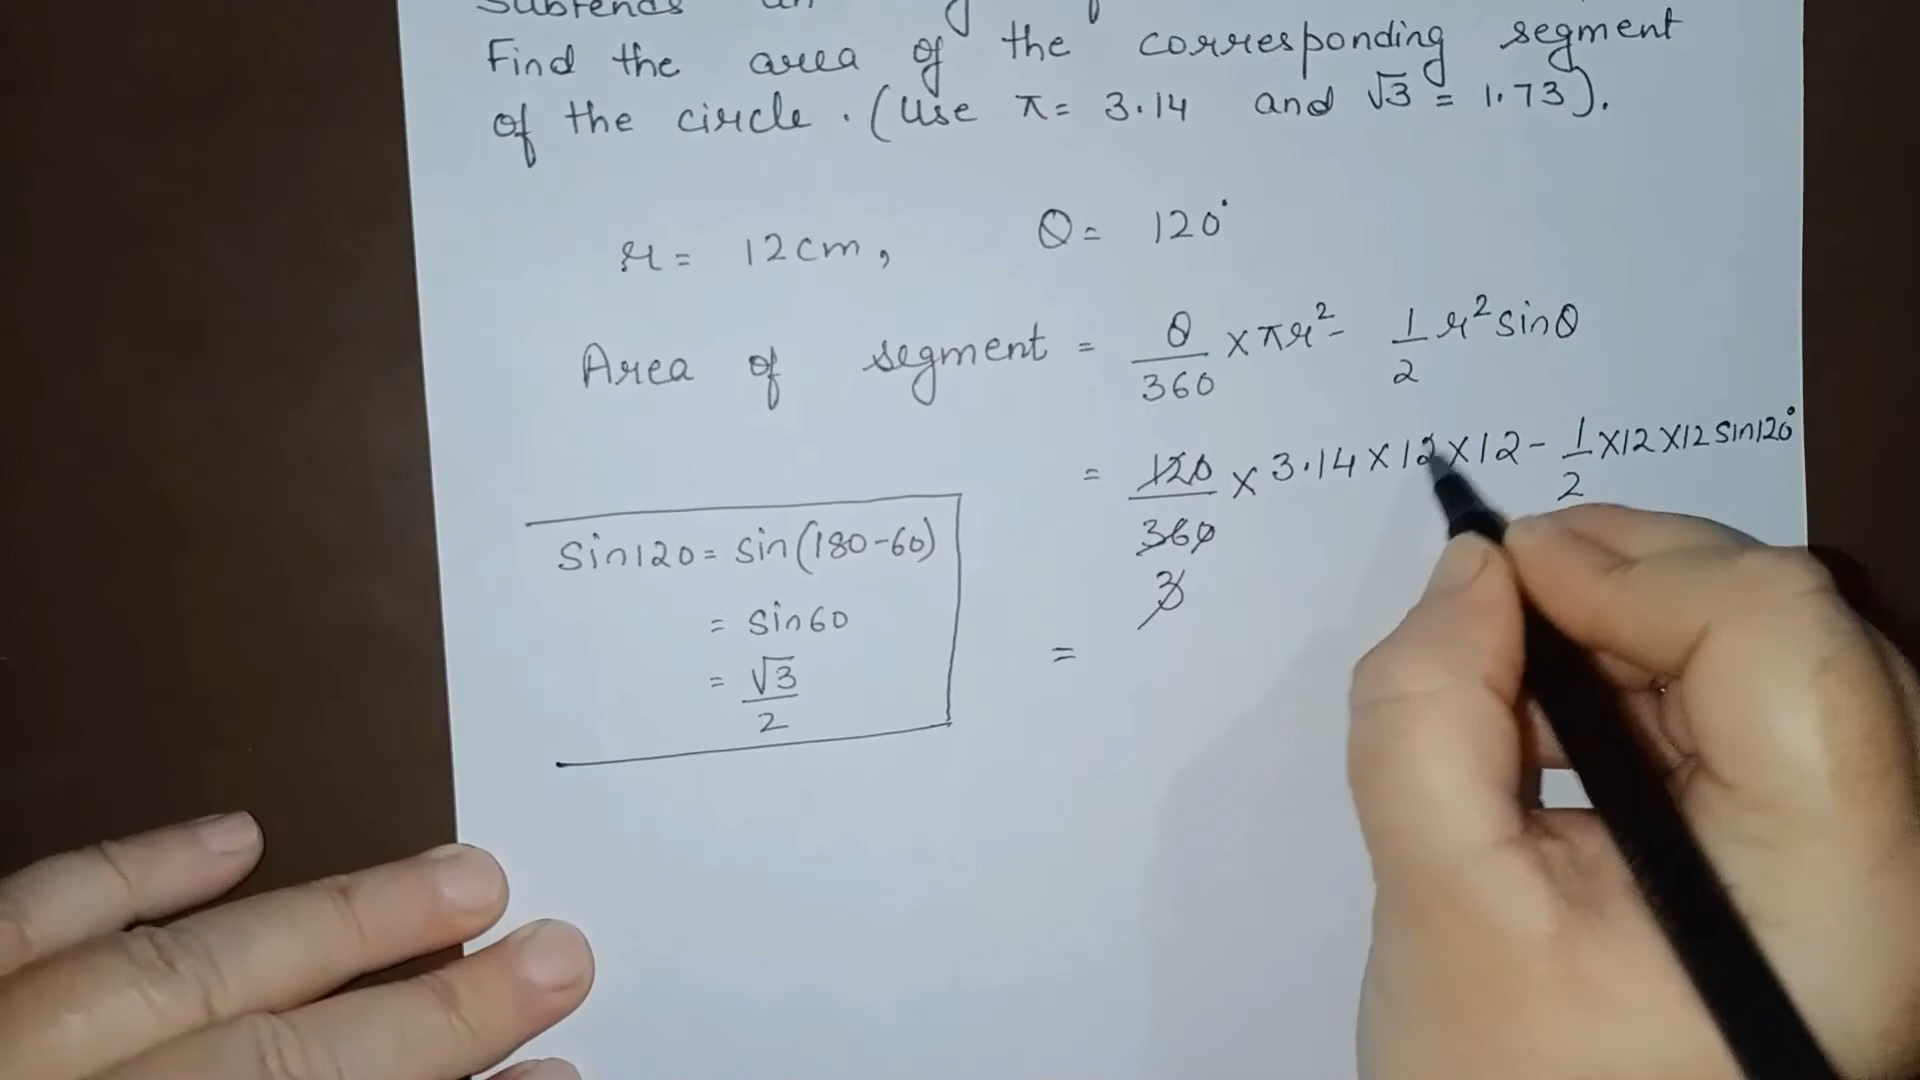 Subtends an
Find the area of the corresponding segment
of the circle. (Use π = 3.14 and √3 = 1.73).
r = 12cm, θ = 120°
Area of segment = θ/360 × πr² - 1/2 r² sinθ
= 120/360 × 3.14 × 12 × 12 - 1/2 × 12 × 12 sin120°
3
=
Sin120 = sin(180-60)
= sin60
= √3/2